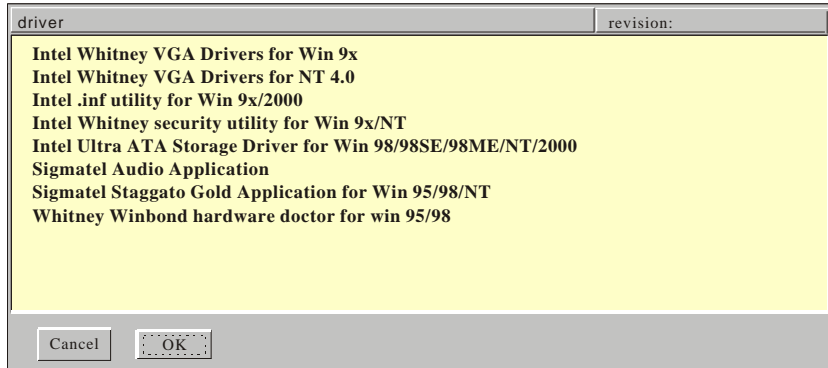 driver revision:
Intel Whitney VGA Drivers for Win 9x
Intel Whitney VGA Drivers for NT 4.0
Intel .inf utility for Win 9x/2000
Intel Whitney security utility for Win 9x/NT
Intel Ultra ATA Storage Driver for Win 98/98SE/98ME/NT/2000
Sigmatel Audio Application
Sigmatel Staggato Gold Application for Win 95/98/NT
Whitney Winbond hardware doctor for win 95/98
Cancel OK